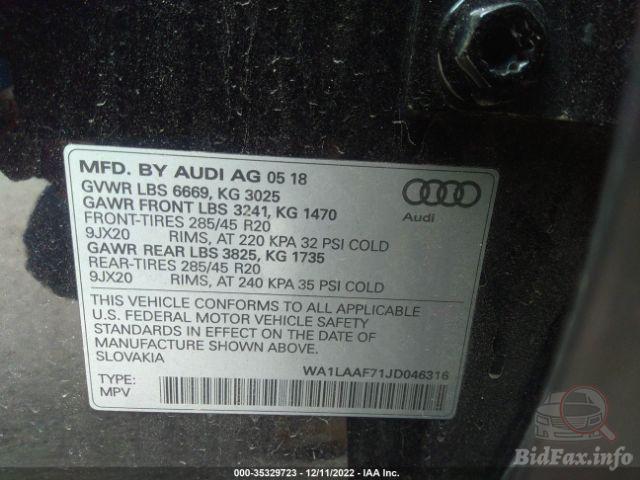 MFD. BY AUDI AG 05 18
GVWR LBS 6669, KG 3025
GAWR FRONT LBS 3241, KG 1470
FRONT-TIRES 285/45 R20
9JX20 RIMS, AT 220 KPA 32 PSI COLD
GAWR REAR LBS 3825, KG 1735
REAR-TIRES 285/45 R20
9JX20 RIMS, AT 240 KPA 35 PSI COLD
Audi
THIS VEHICLE CONFORMS TO ALL APPLICABLE
U.S. FEDERAL MOTOR VEHICLE SAFETY
STANDARDS IN EFFECT ON THE DATE OF
MANUFACTURE SHOWN ABOVE.
SLOVAKIA
WA1LAAF71JD046316
TYPE:
MPV
BidFax.info
000-35329723 - 12/11/2022 - IAA Inc.